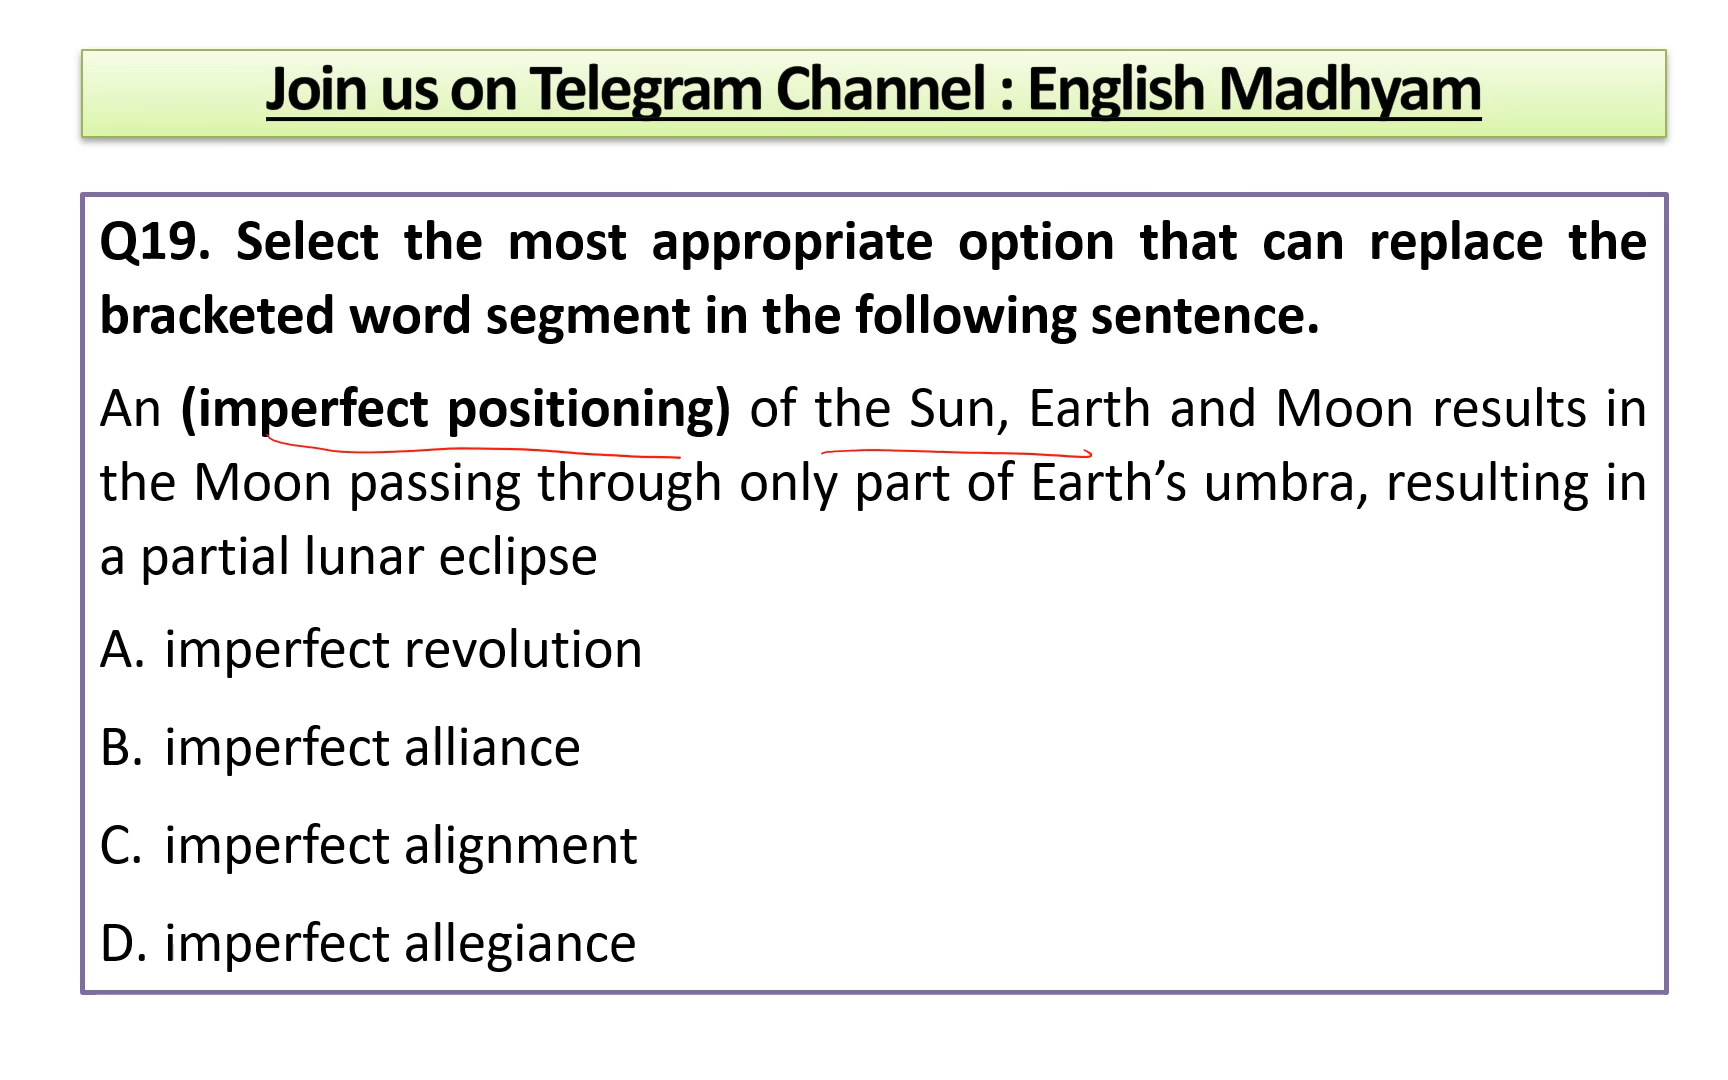 Join us on Telegram Channel : English Madhyam
Q19. Select the most appropriate option that can replace the
bracketed word segment in the following sentence.
An (imperfect positioning) of the Sun, Earth and Moon results in
the Moon passing through only part of Earth’s umbra, resulting in
a partial lunar eclipse
A. imperfect revolution
B. imperfect alliance
C. imperfect alignment
D. imperfect allegiance